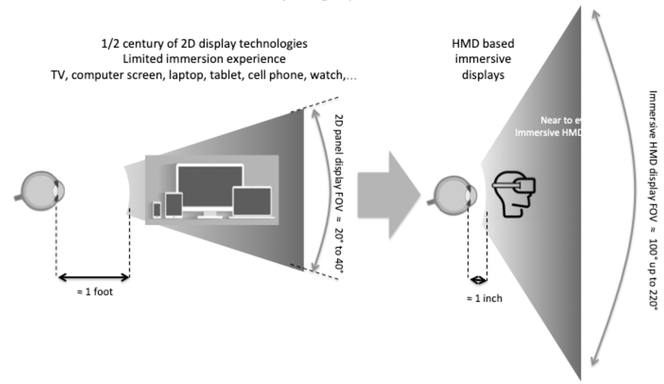 1/2 century of 2D display technologies
Limited immersion experience
TV, computer screen, laptop, tablet, cell phone, watch,...
HMD based
immersive
displays
2D panel display FOV ≈ 20° to 40°
Near to
Immersive HMD
Immersive HMD display FOV ≈ 100° up to 220°
≈ 1 foot
≈ 1 inch